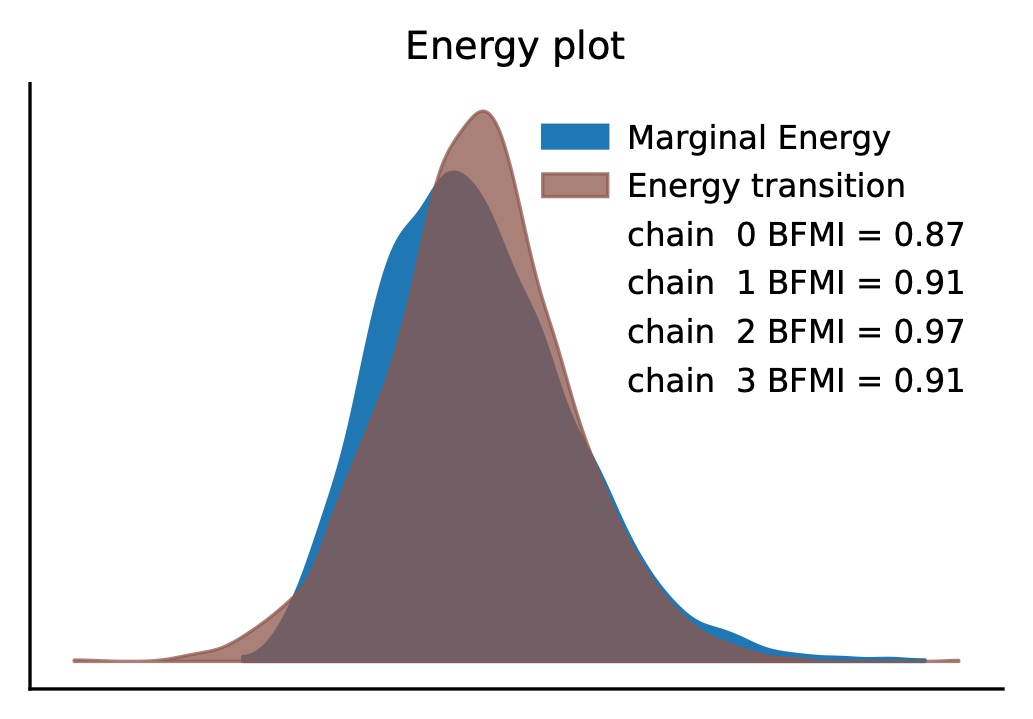 Energy plot
Marginal Energy
Energy transition
chain  0 BFMI = 0.87
chain  1 BFMI = 0.91
chain  2 BFMI = 0.97
chain  3 BFMI = 0.91